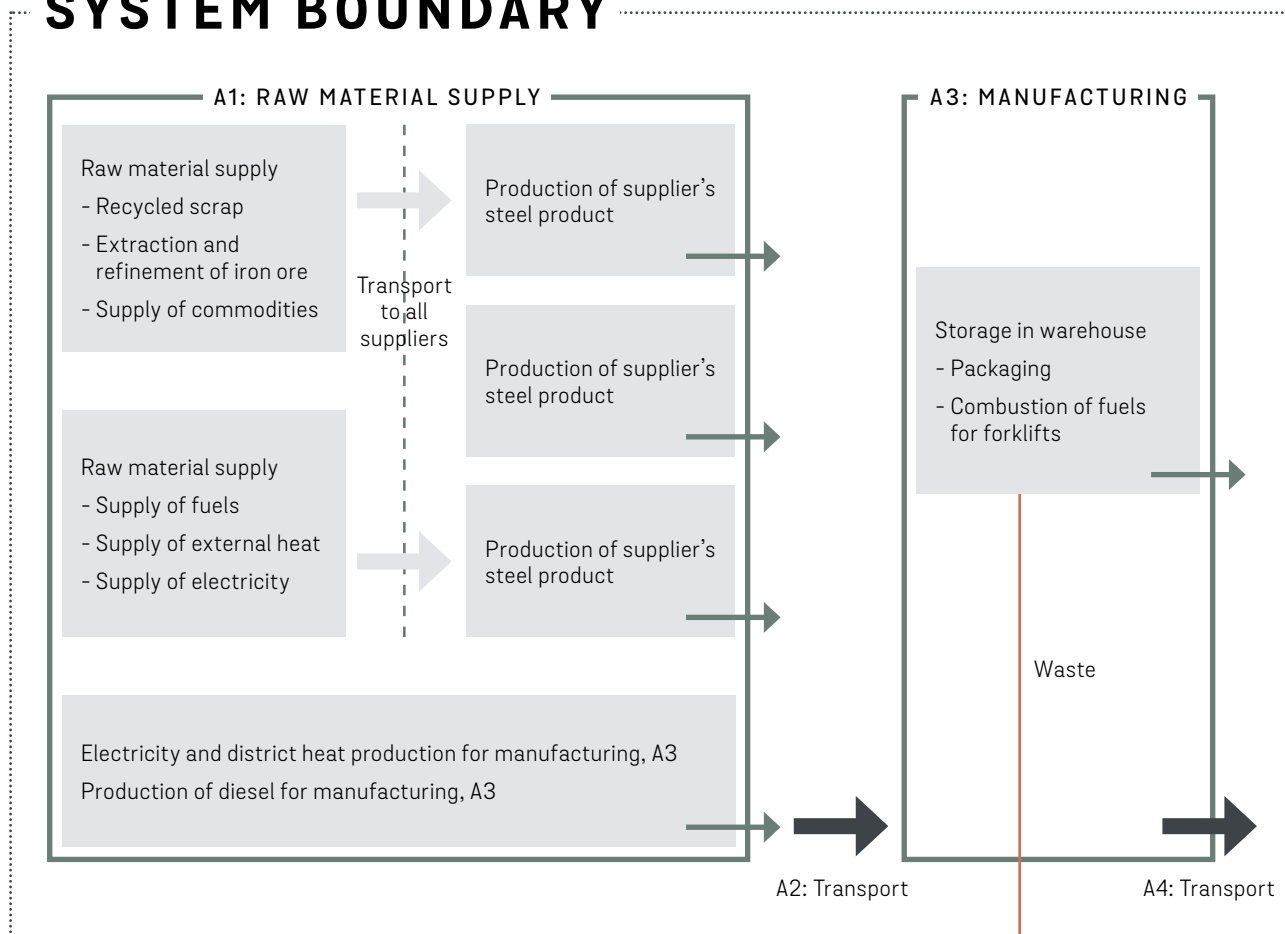 SYSTEM BOUNDARY
A1: RAW MATERIAL SUPPLY
Raw material supply
- Recycled scrap
- Extraction and
refinement of iron ore
- Supply of commodities
Transport
to all
suppliers
Production of supplier's
steel product
Production of supplier's
steel product
Raw material supply
- Supply of fuels
- Supply of external heat
- Supply of electricity
Production of supplier's
steel product
Electricity and district heat production for manufacturing, A3
Production of diesel for manufacturing, A3
A2: Transport
A3: MANUFACTURING
Storage in warehouse
- Packaging
- Combustion of fuels
for forklifts
Waste
A4: Transport